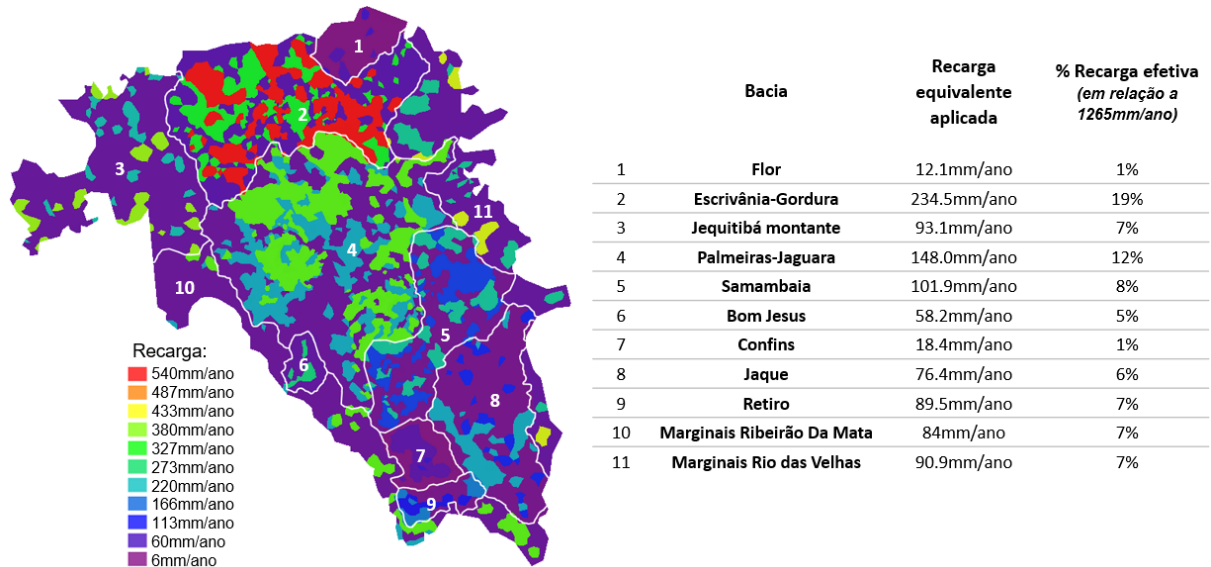 1
2
3
11
4
10
5
6
8
7
9
Recarga:
540mm/ano
487mm/ano
433mm/ano
380mm/ano
327mm/ano
273mm/ano
220mm/ano
166mm/ano
113mm/ano
60mm/ano
6mm/ano
Bacia
Recarga
equivalente
aplicada
% Recarga efetiva
(em relação a
1265mm/ano)
1 Flor 12.1mm/ano 1%
2 Escrivânia-Gordura 234.5mm/ano 19%
3 Jequitibá montante 93.1mm/ano 7%
4 Palmeiras-Jaguara 148.0mm/ano 12%
5 Samambaia 101.9mm/ano 8%
6 Bom Jesus 58.2mm/ano 5%
7 Confins 18.4mm/ano 1%
8 Jaque 76.4mm/ano 6%
9 Retiro 89.5mm/ano 7%
10 Marginais Ribeirão Da Mata 84mm/ano 7%
11 Marginais Rio das Velhas 90.9mm/ano 7%